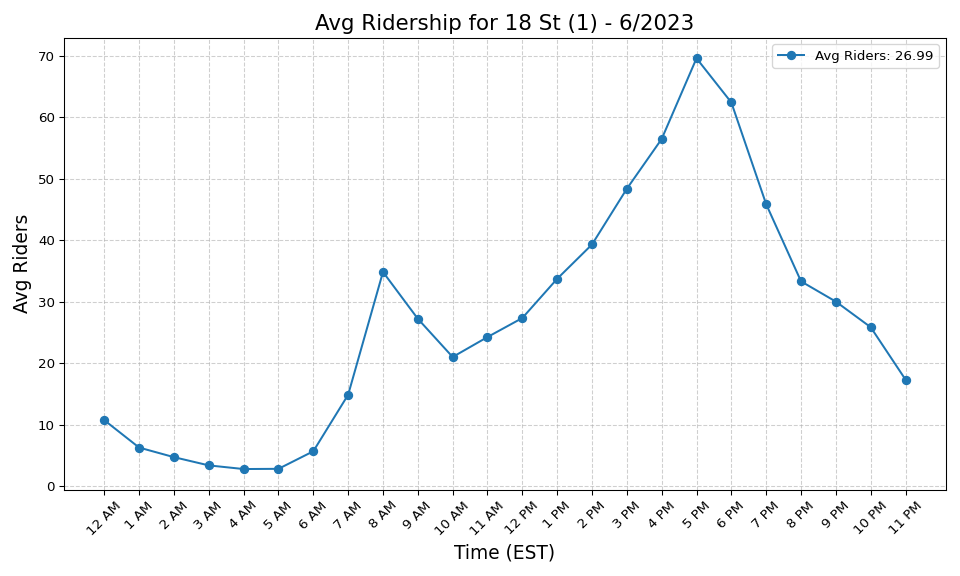 Avg Ridership for 18 St (1) - 6/2023
Avg Riders: 26.99
70
60
50
40
30
20
10
0
Avg Riders
12 AM
1 AM
2 AM
3 AM
4 AM
5 AM
6 AM
7 AM
8 AM
9 AM
10 AM
11 AM
12 PM
1 PM
2 PM
3 PM
4 PM
5 PM
6 PM
7 PM
8 PM
9 PM
10 PM
11 PM
Time (EST)